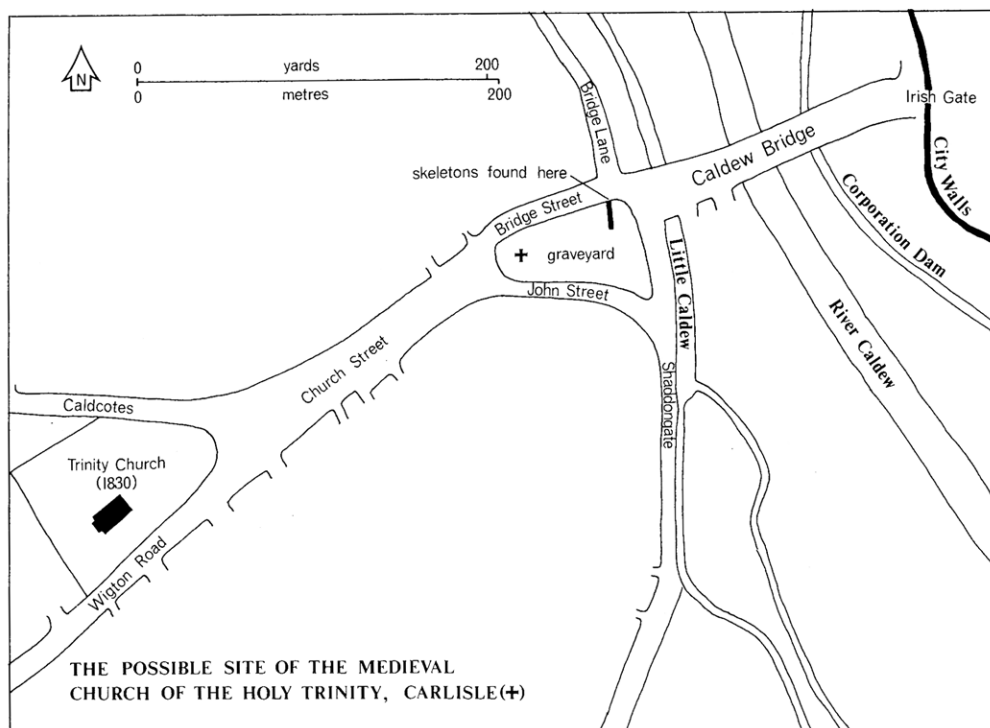 N
0 yards 200
0 metres 200
Bridge Lane
Irish Gate
skeletons found here
Caldew Bridge
City Walls
Bridge Street
Corporation Dam
graveyard
John Street
Little Caldew
River Caldew
Church Street
Shaddongate
Caldcotes
Trinity Church
(1830)
Wigton Road
THE POSSIBLE SITE OF THE MEDIEVAL
CHURCH OF THE HOLY TRINITY, CARLISLE(+)